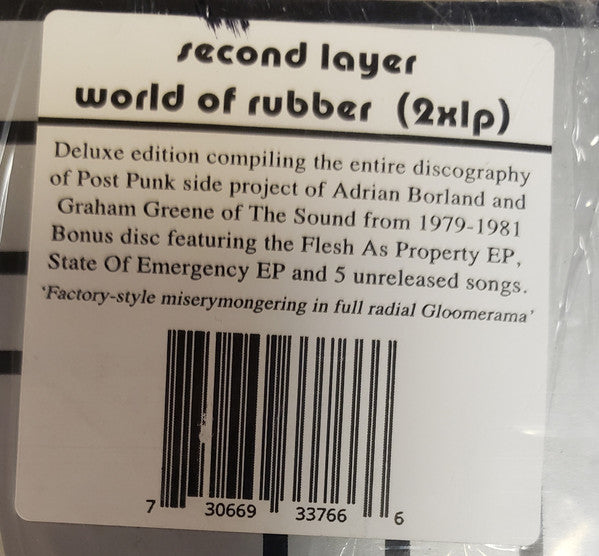 second layer
world of rubber (2xlp)
Deluxe edition compiling the entire discography
of Post Punk side project of Adrian Borland and
Graham Greene of The Sound from 1979-1981
Bonus disc featuring the Flesh As Property EP,
State Of Emergency EP and 5 unreleased songs.
'Factory-style miserymongering in full radial Gloomerama'
7 30669 33766 6